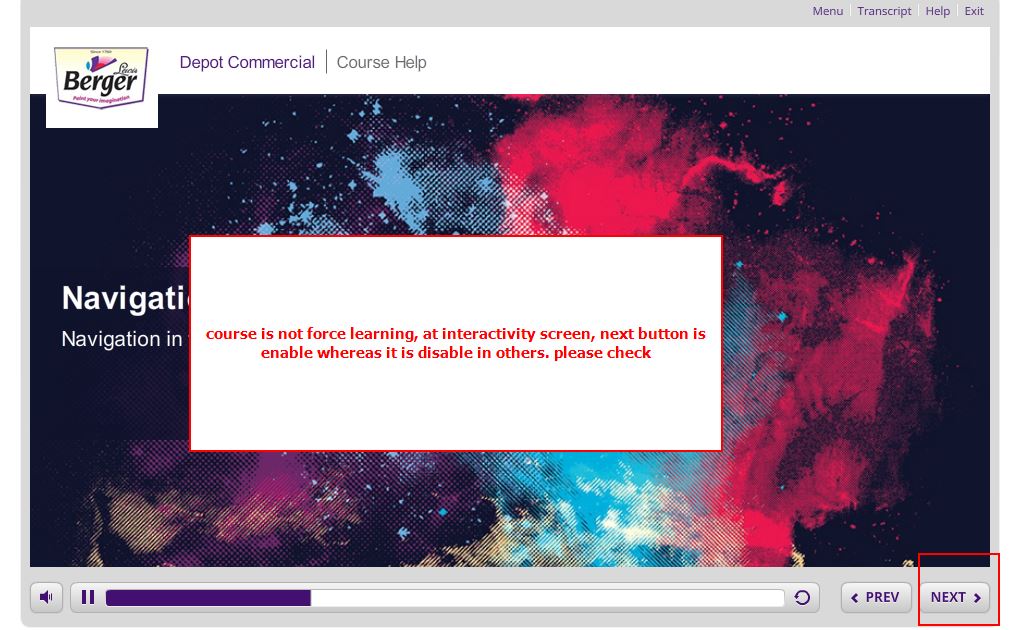 Menu Transcript Help Exit
Since 1760
Lewis
Berger
Paint your imagination
Depot Commercial Course Help
Navigati
Navigation in
course is not force learning, at interactivity screen, next button is
enable whereas it is disable in others. please check
PREV NEXT